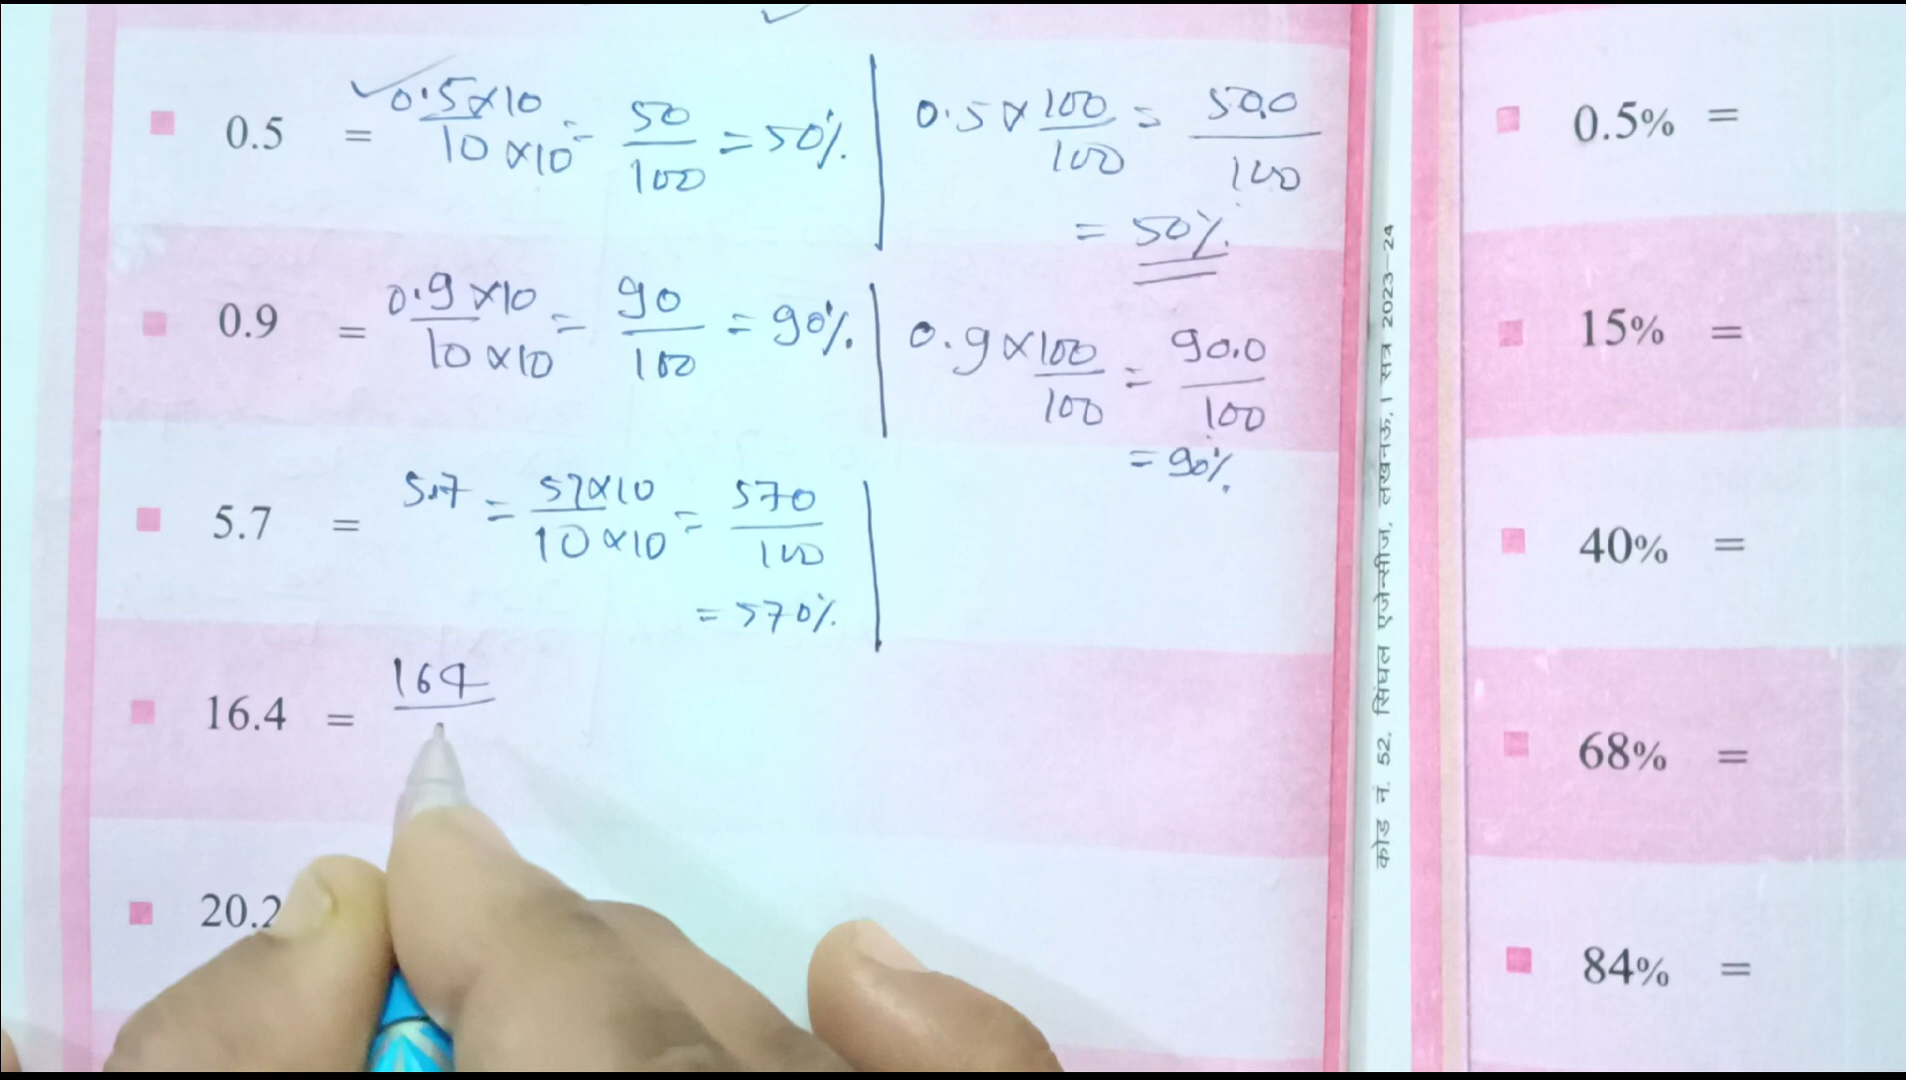 0.5 = 0.5×10 / 10×10 = 50/100 = 50% | 0.5 × 100/100 = 50.0/100
= 50%
0.9 = 0.9×10 / 10×10 = 90/100 = 90% | 0.9 × 100/100 = 90.0/100
= 90%
5.7 = 5.7 = 57×10 / 10×10 = 570/100
= 570%
16.4 = 164
20.2
कोड नं. 52, सिंघल एजेन्सीज, लखनऊ, । सत्र 2023–24
0.5% =
15% =
40% =
68% =
84% =